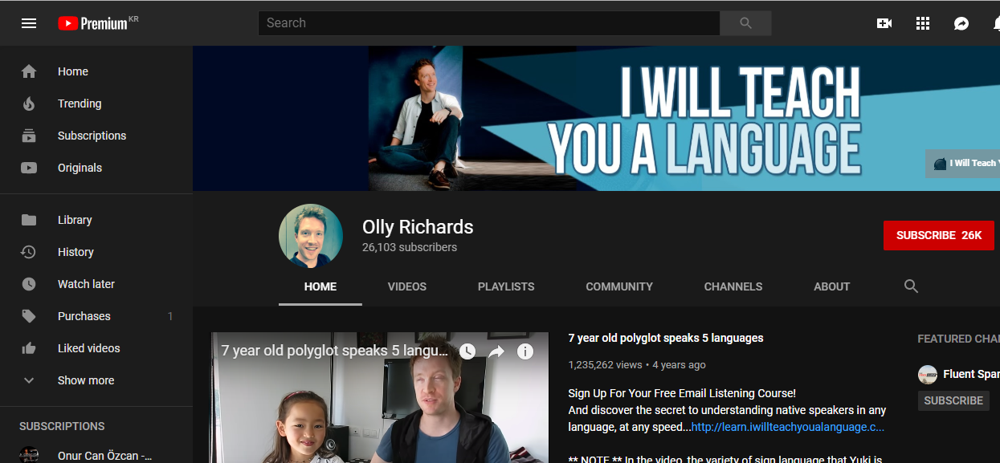 Premium KR
Search
Home
Trending
Subscriptions
Originals
Library
History
Watch later
Purchases 1
Liked videos
Show more
SUBSCRIPTIONS
Onur Can Özcan -...
I WILL TEACH
YOU A LANGUAGE
I Will Teach Y
Olly Richards
26,103 subscribers
SUBSCRIBE 26K
HOME VIDEOS PLAYLISTS COMMUNITY CHANNELS ABOUT
7 year old polyglot speaks 5 langu...
7 year old polyglot speaks 5 languages
1,235,262 views • 4 years ago
Sign Up For Your Free Email Listening Course!
And discover the secret to understanding native speakers in any
language, at any speed...http://learn.iwillteachyoualanguage.c...
** NOTE ** In the video, the variety of sign language that Yuki is
FEATURED CHAN
Fluent Spar
SUBSCRIBE